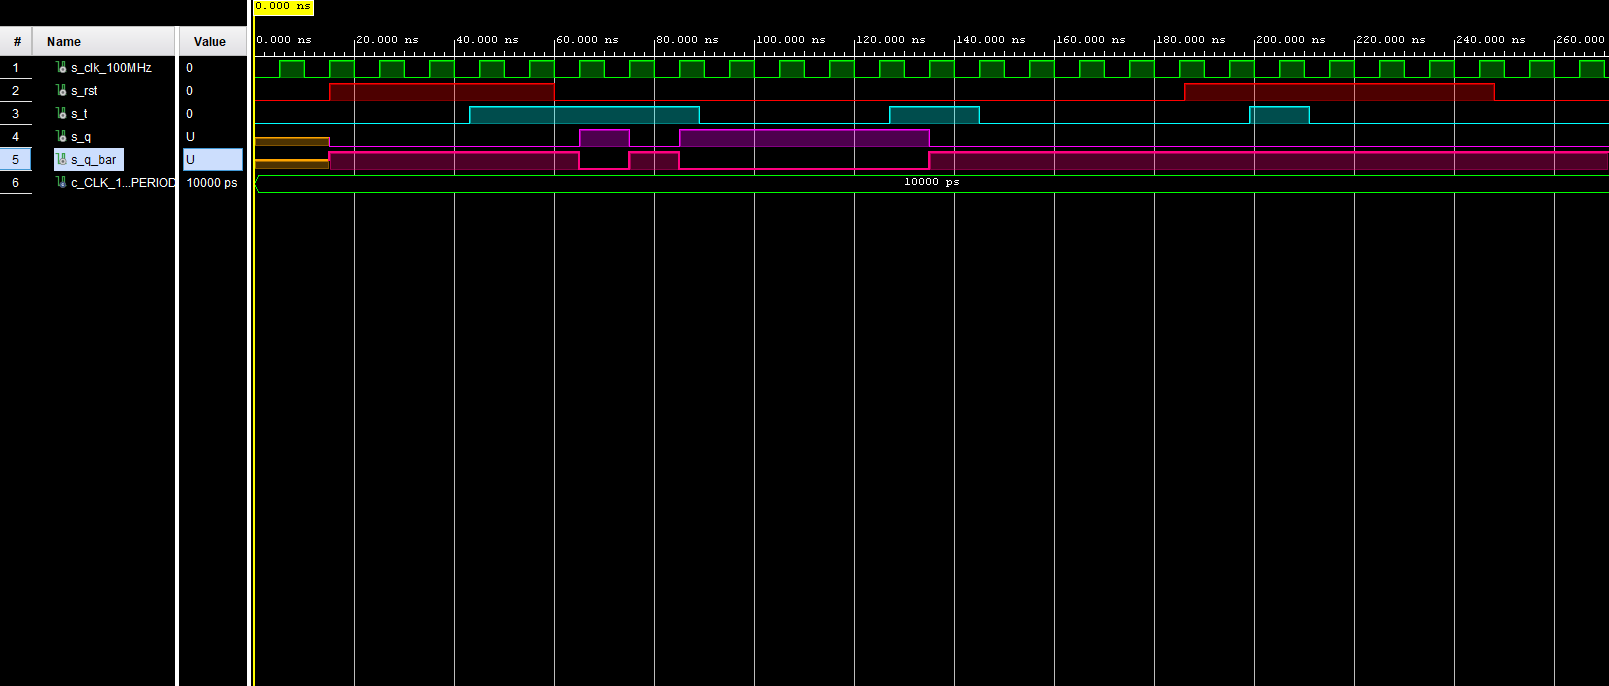 0.000 ns
# Name Value
0.000 ns 20.000 ns 40.000 ns 60.000 ns 80.000 ns 100.000 ns 120.000 ns 140.000 ns 160.000 ns 180.000 ns 200.000 ns 220.000 ns 240.000 ns 260.000
1 s_clk_100MHz 0
2 s_rst 0
3 s_t 0
4 s_q U
5 s_q_bar U
6 c_CLK_1...PERIOD 10000 ps 10000 ps